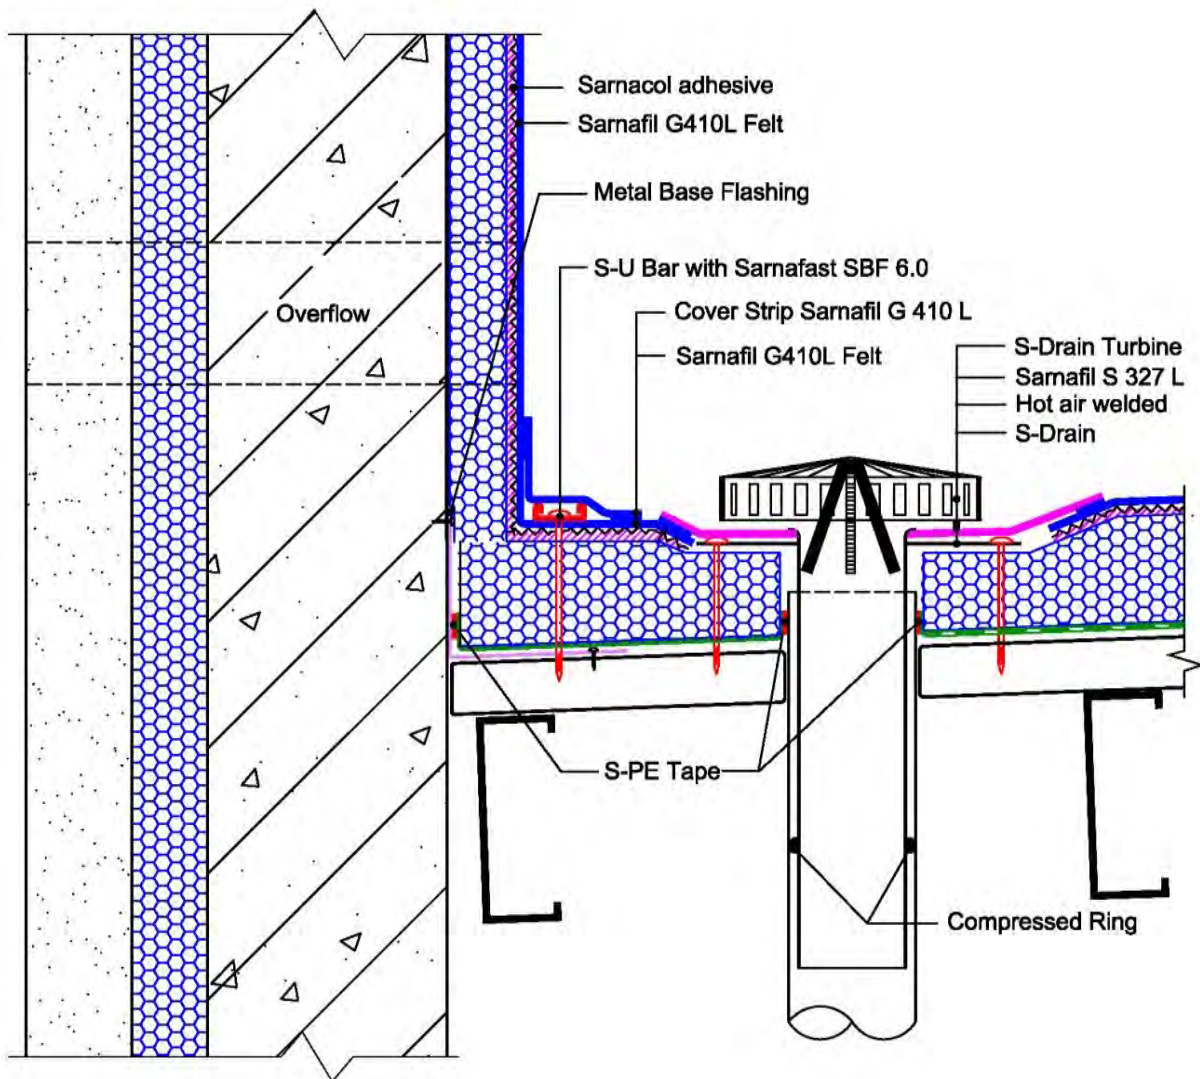 Sarnacol adhesive
Sarnafil G410L Felt
Metal Base Flashing
S-U Bar with Sarnafast SBF 6.0
Overflow
Cover Strip Sarnafil G 410 L
Sarnafil G410L Felt
S-Drain Turbine
Sarnafil S 327 L
Hot air welded
S-Drain
S-PE Tape
Compressed Ring